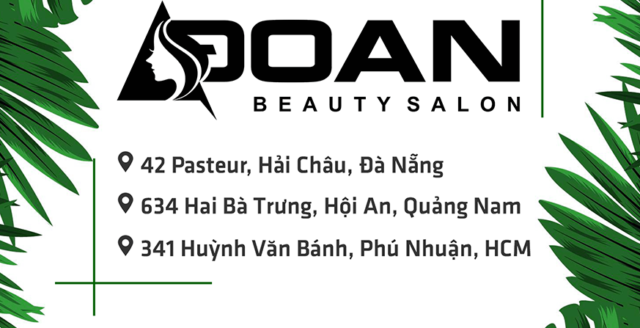 ĐOAN
BEAUTY SALON
42 Pasteur, Hải Châu, Đà Nẵng
634 Hai Bà Trưng, Hội An, Quảng Nam
341 Huỳnh Văn Bánh, Phú Nhuận, HCM